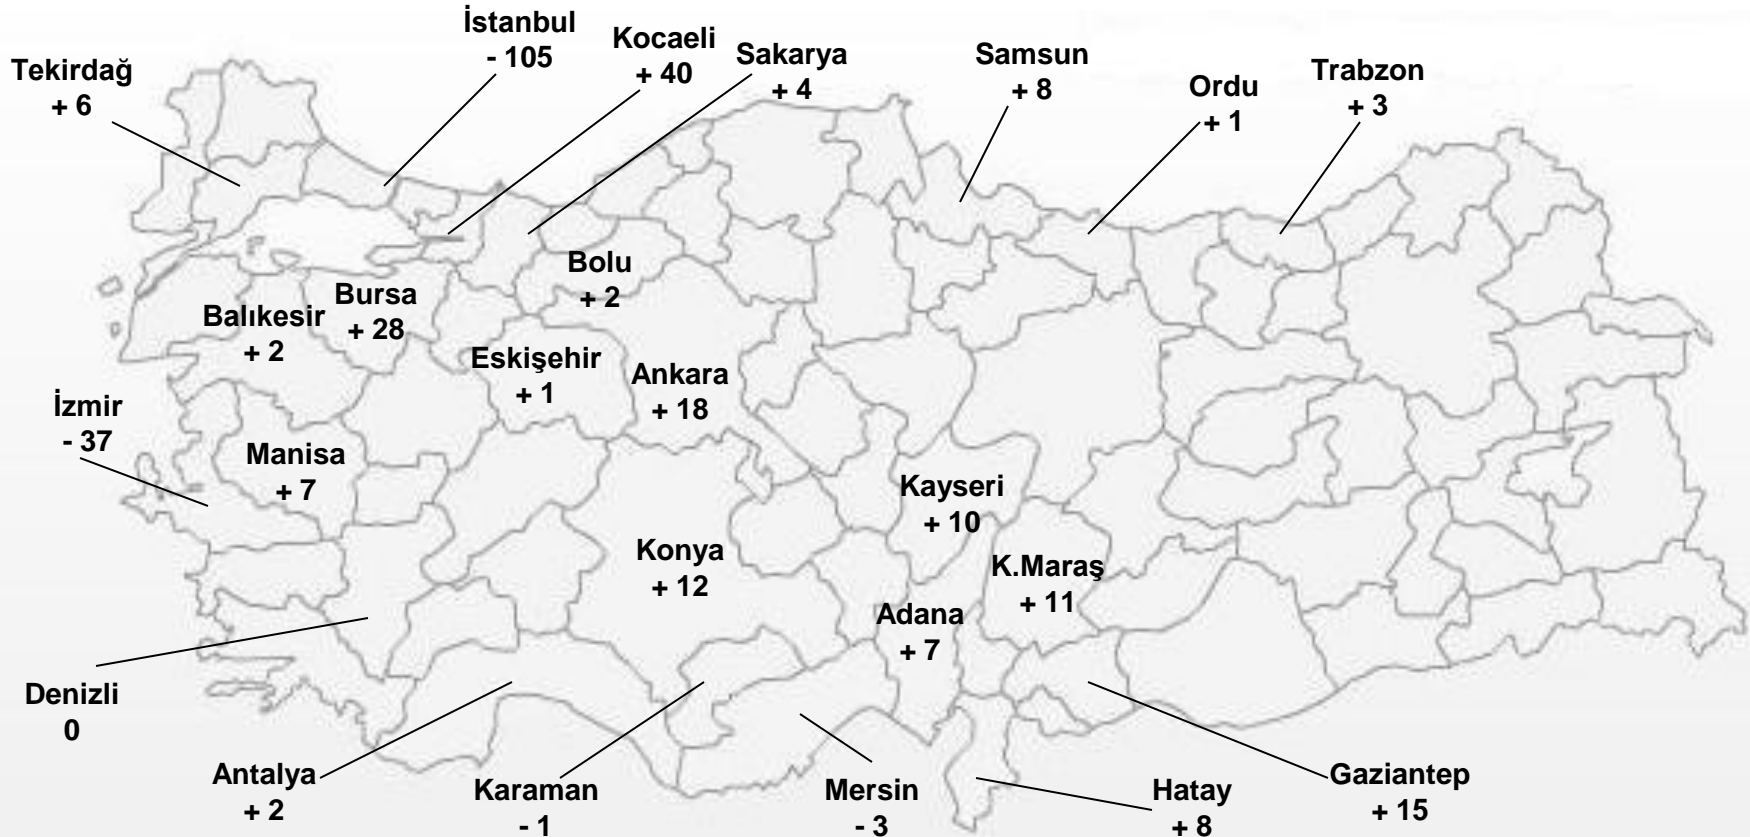 İstanbul
- 105
Kocaeli
+ 40
Sakarya
+ 4
Samsun
+ 8
Ordu
+ 1
Trabzon
+ 3
Tekirdağ
+ 6
Bolu
+ 2
Bursa
+ 28
Balıkesir
+ 2
Eskişehir
+ 1
Ankara
+ 18
İzmir
- 37
Manisa
+ 7
Kayseri
+ 10
Konya
+ 12
K.Maraş
+ 11
Adana
+ 7
Denizli
0
Antalya
+ 2
Karaman
- 1
Mersin
- 3
Hatay
+ 8
Gaziantep
+ 15